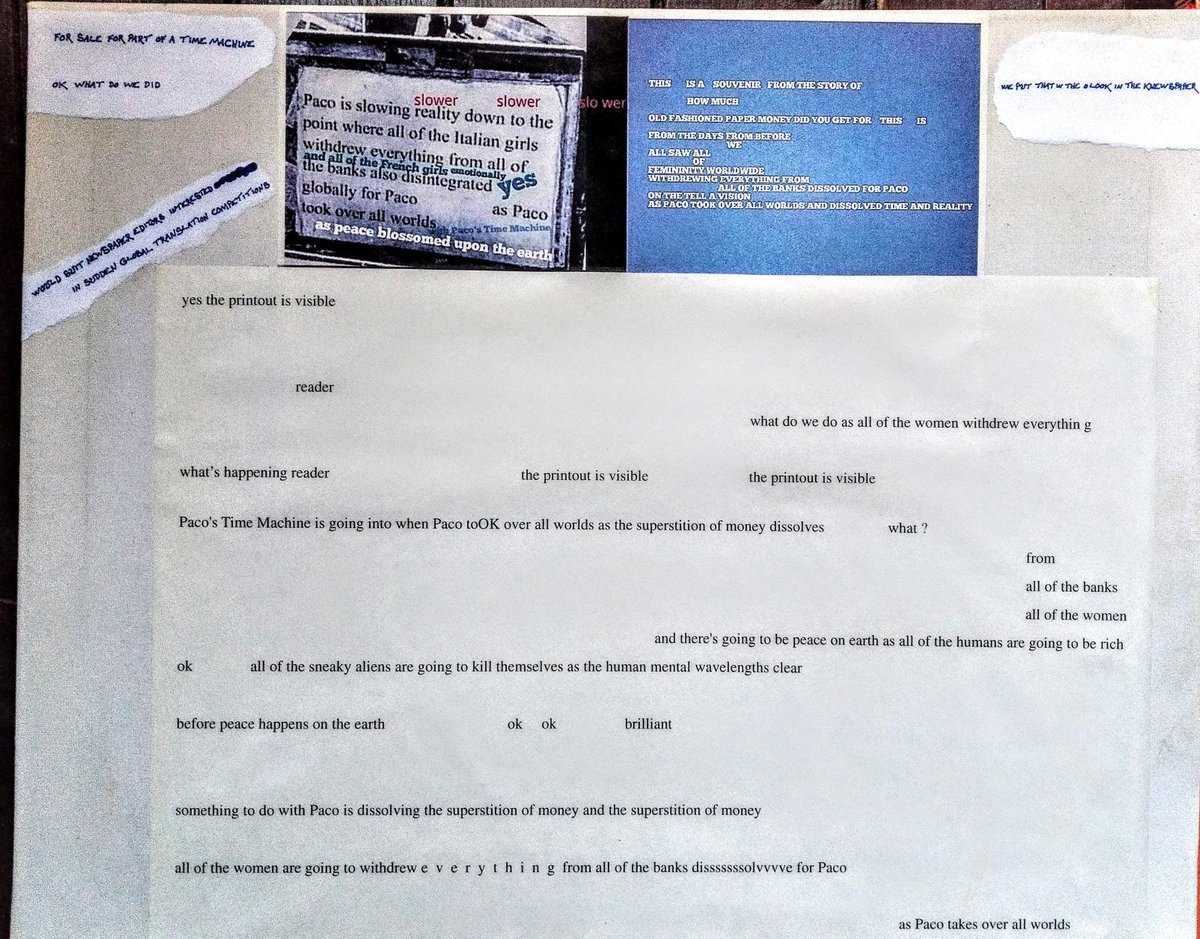 FOR SALE FOR PART OF A TIME MACHINE
OK WHAT DO WE DID
WOULD SUIT NEWSPAPER EDITORS INTERESTED
IN SUDDEN GLOBAL TRANSLATION COMPETITIONS
slower slower slo wer
Paco is slowing reality down to the
point where all of the Italian girls
withdrew everything from all of
and all of the French girls emotionally
the banks also disintegrated yes
globally for Paco as Paco
took over all worlds Paco's Time Machine
as peace blossomed upon the earth
THIS IS A SOUVENIR FROM THE STORY OF
HOW MUCH
OLD FASHIONED PAPER MONEY DID YOU GET FOR THIS IS
FROM THE DAYS FROM BEFORE
WE
ALL SAW ALL
OF
FEMININITY WORLDWIDE
WITHDREWING EVERYTHING FROM
ALL OF THE BANKS DISSOLVED FOR PACO
ON THE TELL A VISION
AS PACO TOOK OVER ALL WORLDS AND DISSOLVED TIME AND REALITY
WE PUT THAT THE LOOK IN THE KNEWSPAPER
yes the printout is visible
reader
what do we do as all of the women withdrew everythin g
what's happening reader the printout is visible the printout is visible
Paco's Time Machine is going into when Paco toOK over all worlds as the superstition of money dissolves what ?
from
all of the banks
all of the women
and there's going to be peace on earth as all of the humans are going to be rich
ok all of the sneaky aliens are going to kill themselves as the human mental wavelengths clear
before peace happens on the earth ok ok brilliant
something to do with Paco is dissolving the superstition of money and the superstition of money
all of the women are going to withdrew e v e r y t h i n g from all of the banks disssssssolvvvve for Paco
as Paco takes over all worlds